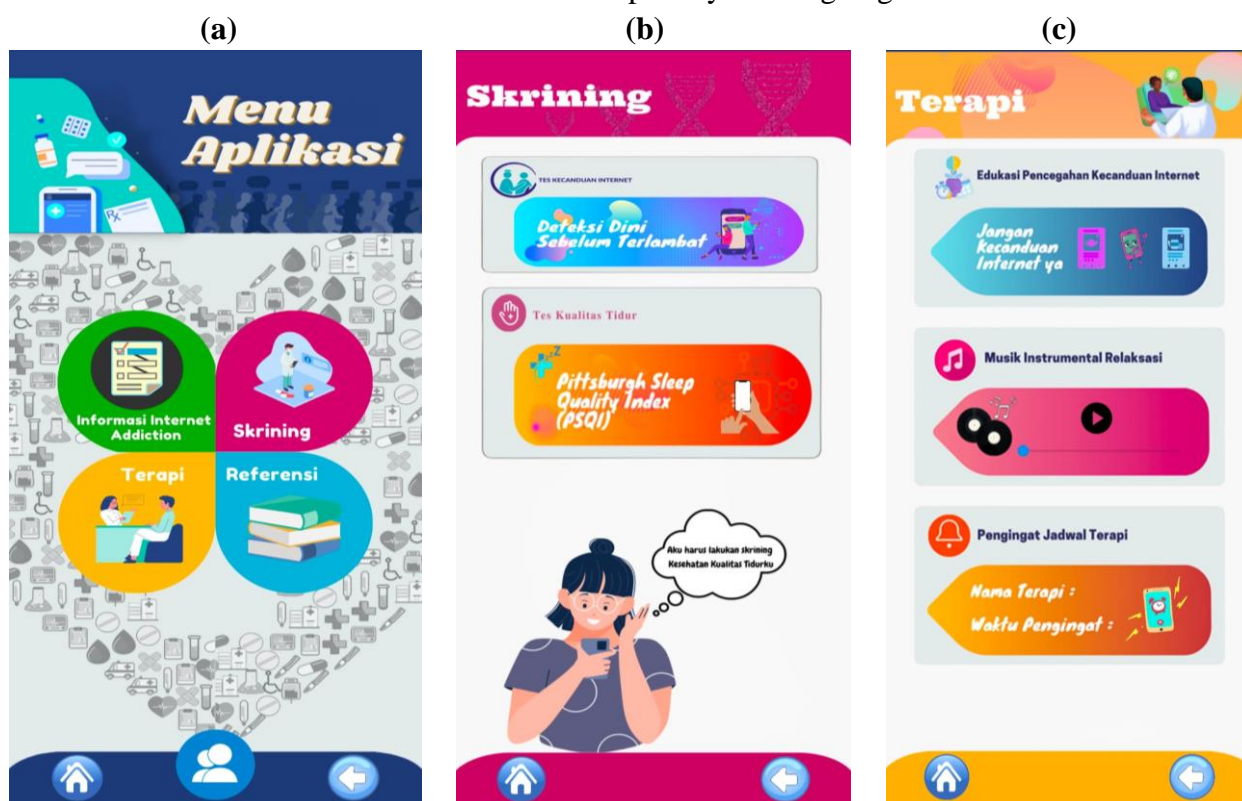 (a)
(b)
(c)
Menu
Aplikasi
Rx
Informasi Internet
Addiction
Skrining
Terapi
Referensi
Skrining
TES KECANDUAN INTERNET
Deteksi Dini
Sebelum Terlambat
Tes Kualitas Tidur
Pittsburgh Sleep
Quality Index
(PSQI)
Aku harus lakukan skrining
Kesehatan Kualitas Tidurku
Terapi
Edukasi Pencegahan Kecanduan Internet
Jangan
Kecanduan
Internet ya
Musik Instrumental Relaksasi
Pengingat Jadwal Terapi
Nama Terapi :
Waktu Pengingat :